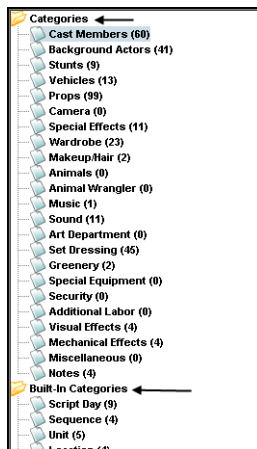 Categories
Cast Members (60)
Background Actors (41)
Stunts (9)
Vehicles (13)
Props (99)
Camera (0)
Special Effects (11)
Wardrobe (23)
Makeup/Hair (2)
Animals (0)
Animal Wrangler (0)
Music (1)
Sound (11)
Art Department (0)
Set Dressing (45)
Greenery (2)
Special Equipment (0)
Security (0)
Additional Labor (0)
Visual Effects (4)
Mechanical Effects (4)
Miscellaneous (0)
Notes (4)
Built-In Categories
Script Day (9)
Sequence (4)
Unit (5)